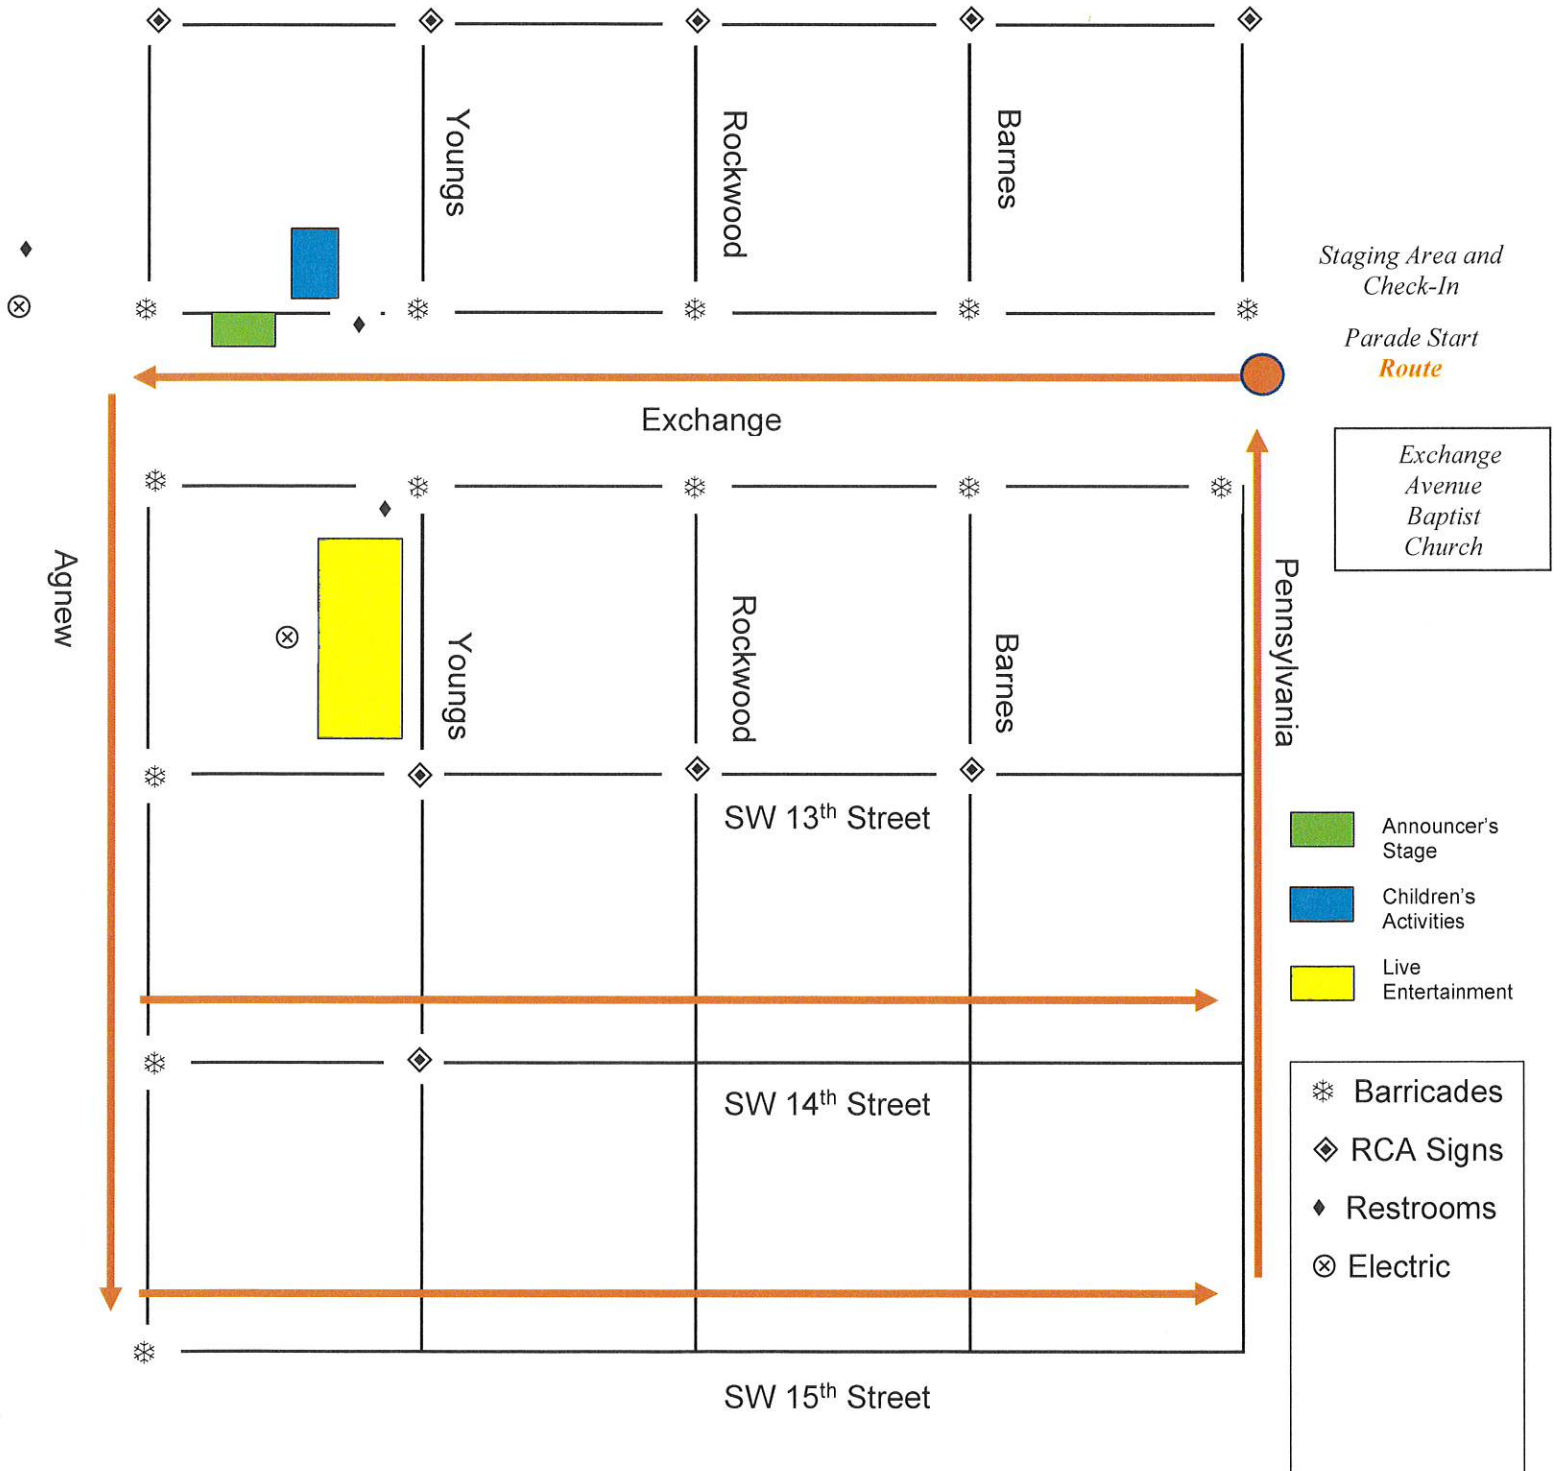 Youngs
Rockwood
Barnes
Staging Area and
Check-In
Parade Start
Route
Exchange
Exchange
Avenue
Baptist
Church
Agnew
Youngs
Rockwood
Barnes
Pennsylvania
SW 13th Street
Announcer's
Stage
Children's
Activities
Live
Entertainment
SW 14th Street
Barricades
RCA Signs
Restrooms
Electric
SW 15th Street